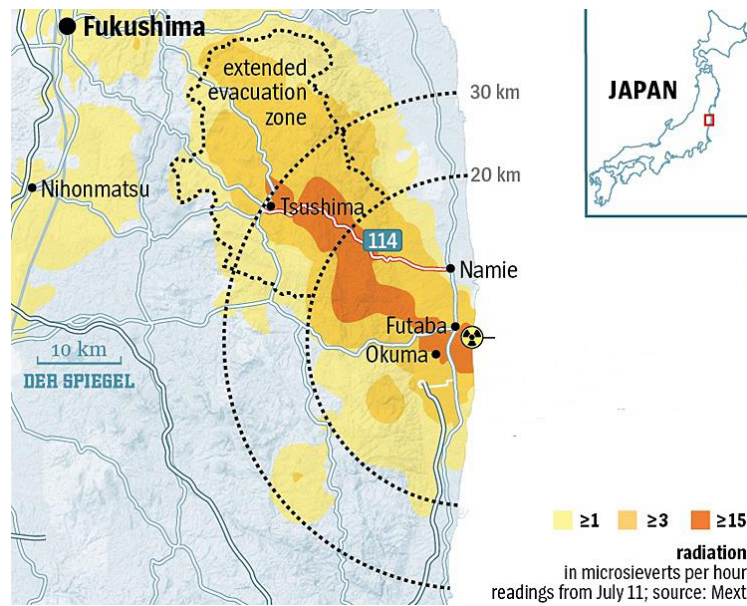 Fukushima
extended
evacuation
zone
30 km
JAPAN
20 km
Nihonmatsu
Tsushima
114
Namie
Futaba
Okuma
10 km
DER SPIEGEL
≥1 ≥3 ≥15
radiation
in microsieverts per hour
readings from July 11; source: Mext